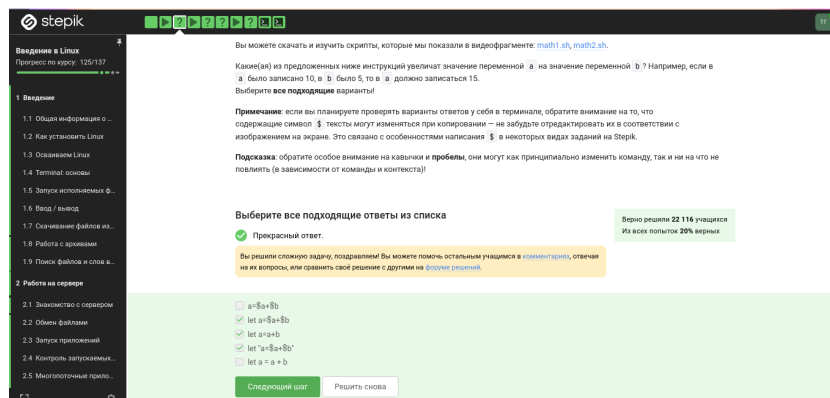 stepik
ТГ
Введение в Linux
Прогресс по курсу: 125/137
1 Введение
1.1 Общая информация о ...
1.2 Как установить Linux
1.3 Осваиваем Linux
1.4 Terminal: основы
1.5 Запуск исполняемых ф...
1.6 Ввод / вывод
1.7 Скачивание файлов из...
1.8 Работа с архивами
1.9 Поиск файлов и слов в...
2 Работа на сервере
2.1 Знакомство с сервером
2.2 Обмен файлами
2.3 Запуск приложений
2.4 Контроль запускаемых...
2.5 Многопоточные прило...
Вы можете скачать и изучить скрипты, которые мы показали в видеофрагменте: math1.sh, math2.sh.
Какие(ая) из предложенных ниже инструкций увеличат значение переменной a на значение переменной b ? Например, если в
a было записано 10, в b было 5, то в a должно записаться 15.
Выберите все подходящие варианты!
Примечание: если вы планируете проверять варианты ответов у себя в терминале, обратите внимание на то, что
содержащие символ $ тексты могут изменяться при копировании — не забудьте отредактировать их в соответствии с
изображением на экране. Это связано с особенностями написания $ в некоторых видах заданий на Stepik.
Подсказка: обратите особое внимание на кавычки и пробелы, они могут как принципиально изменить команду, так и ни на что не
повлиять (в зависимости от команды и контекста)!
Выберите все подходящие ответы из списка
Прекрасный ответ.
Верно решили 22 116 учащихся
Из всех попыток 20% верных
Вы решили сложную задачу, поздравляем! Вы можете помочь остальным учащимся в комментариях, отвечая
на их вопросы, или сравнить своё решение с другими на форуме решений.
a=$a+$b
let a=$a+$b
let a=a+b
let "a=$a+$b"
let a = a + b
Следующий шаг
Решить снова